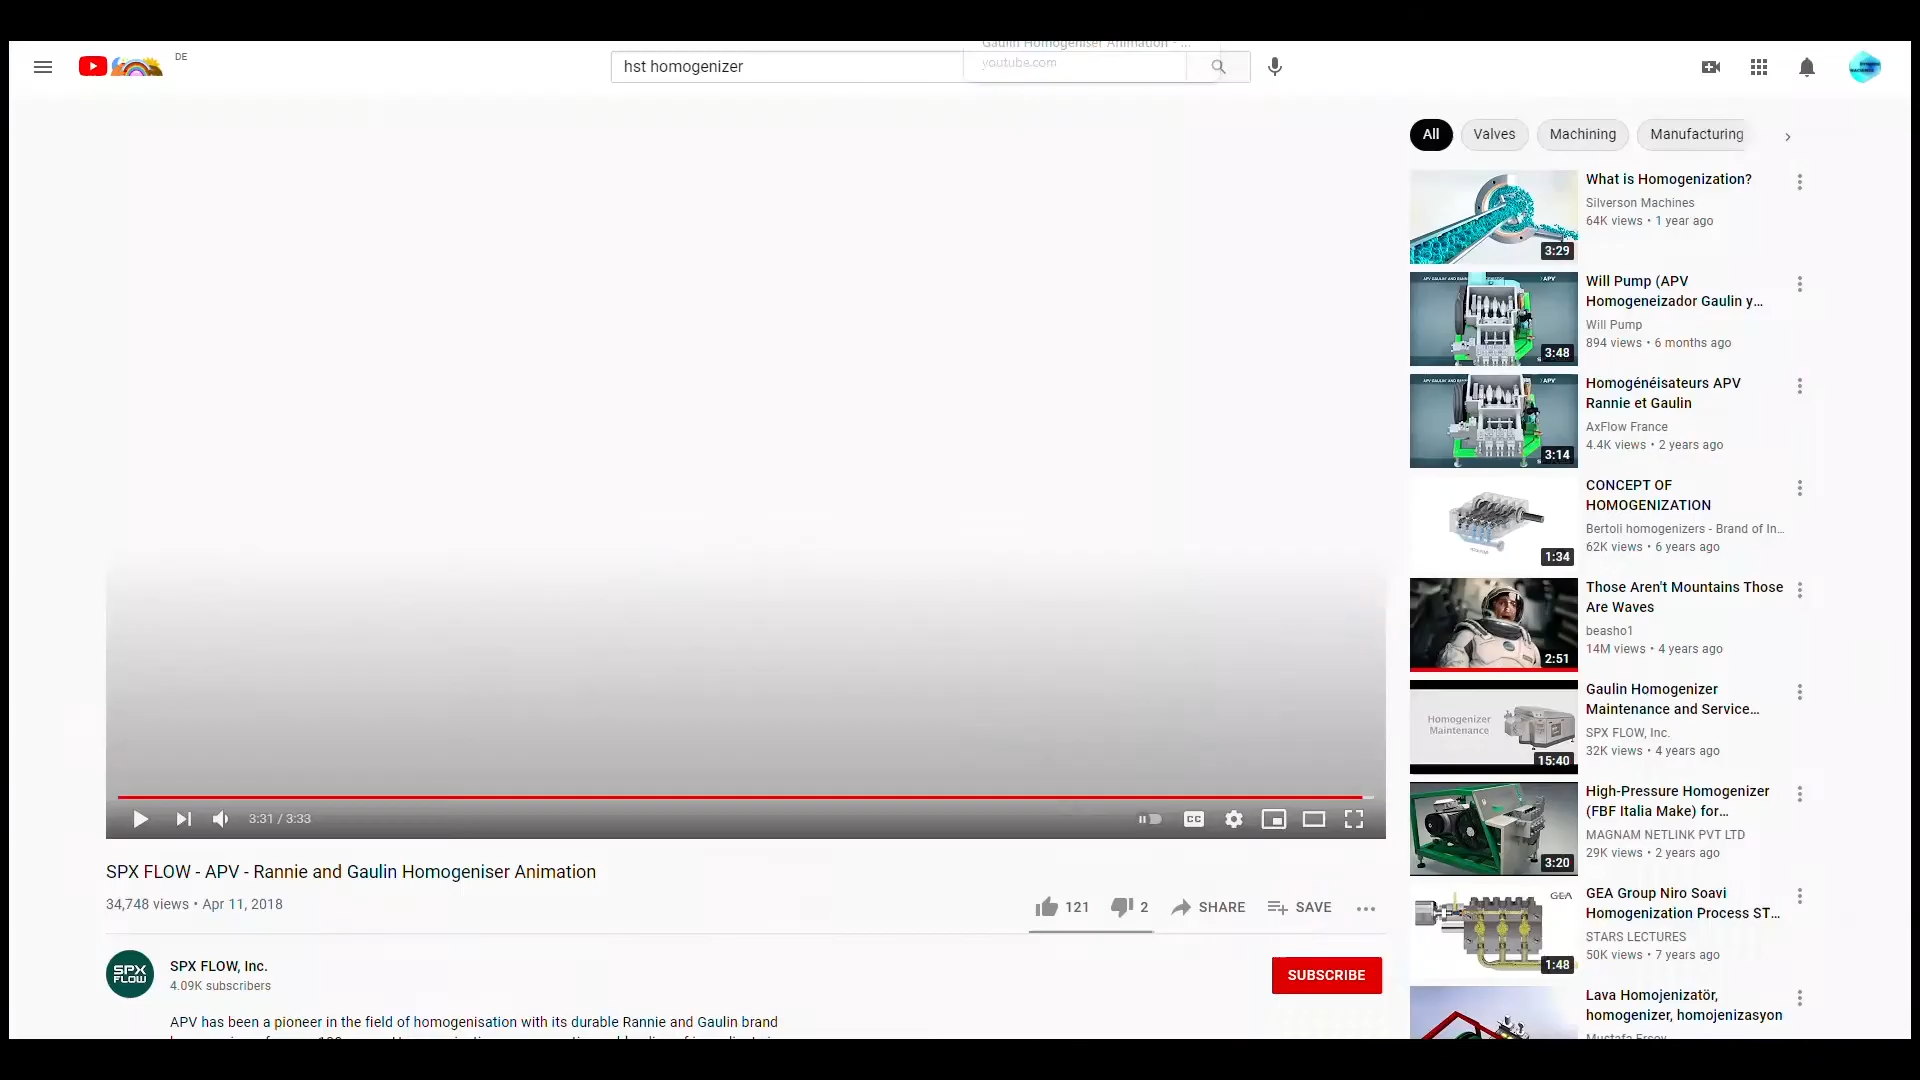 DE
hst homogenizer
Gaulin Homogeniser Animation - ...
youtube.com
All
Valves
Machining
Manufacturing
3:31 / 3:33
CC
SPX FLOW - APV - Rannie and Gaulin Homogeniser Animation
34,748 views • Apr 11, 2018
121
2
SHARE
SAVE
SPX FLOW
SPX FLOW, Inc.
4.09K subscribers
SUBSCRIBE
APV has been a pioneer in the field of homogenisation with its durable Rannie and Gaulin brand
What is Homogenization?
Silverson Machines
64K views • 1 year ago
3:29
Will Pump (APV
Homogeneizador Gaulin y…
Will Pump
894 views • 6 months ago
APV
3:48
Homogénéisateurs APV
Rannie et Gaulin
AxFlow France
4.4K views • 2 years ago
APV
3:14
CONCEPT OF
HOMOGENIZATION
Bertoli homogenizers - Brand of In…
62K views • 6 years ago
1:34
Those Aren't Mountains Those
Are Waves
beasho1
14M views • 4 years ago
2:51
Gaulin Homogenizer
Maintenance and Service…
SPX FLOW, Inc.
32K views • 4 years ago
Homogenizer
Maintenance
15:40
High-Pressure Homogenizer
(FBF Italia Make) for…
MAGNAM NETLINK PVT LTD
29K views • 2 years ago
3:20
GEA Group Niro Soavi
Homogenization Process ST…
STARS LECTURES
50K views • 7 years ago
GEA
1:48
Lava Homojenizatör,
homogenizer, homojenizasyon